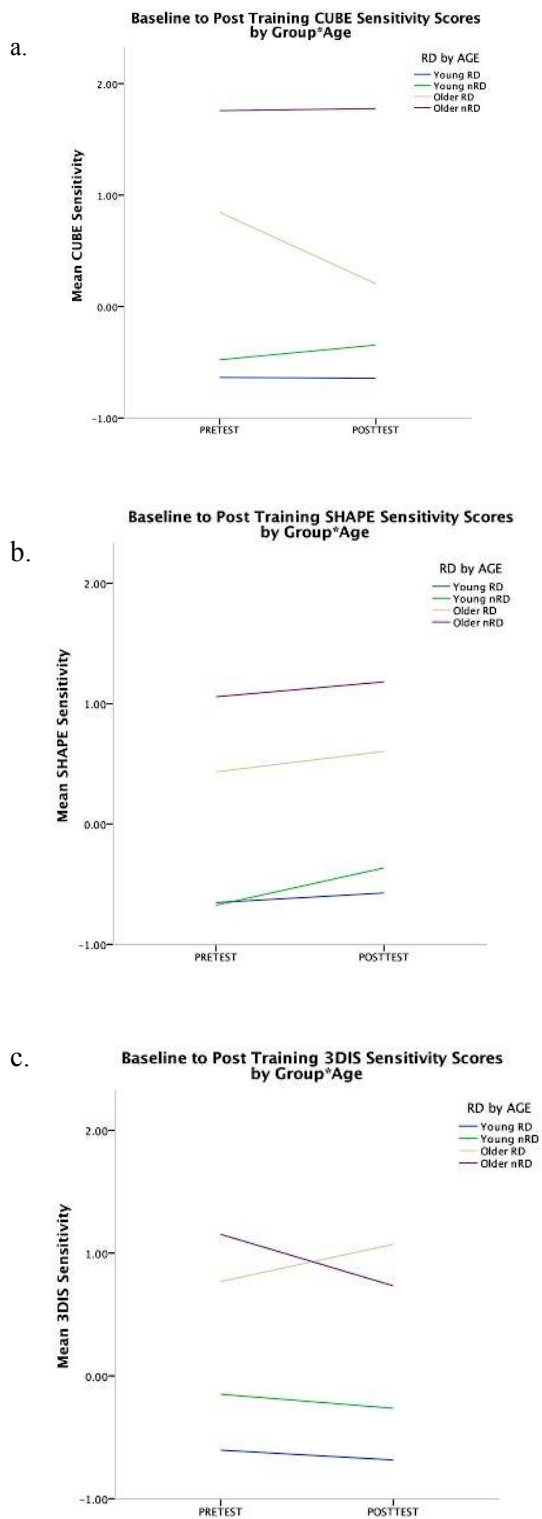 a.
Baseline to Post Training CUBE Sensitivity Scores
by Group*Age
RD by AGE
Young RD
Young nRD
Older RD
Older nRD
Mean CUBE Sensitivity
2.00
1.00
0.00
-1.00
PRETEST
POSTTEST
b.
Baseline to Post Training SHAPE Sensitivity Scores
by Group*Age
RD by AGE
Young RD
Young nRD
Older RD
Older nRD
Mean SHAPE Sensitivity
2.00
1.00
0.00
-1.00
PRETEST
POSTTEST
c.
Baseline to Post Training 3DIS Sensitivity Scores
by Group*Age
RD by AGE
Young RD
Young nRD
Older RD
Older nRD
Mean 3DIS Sensitivity
2.00
1.00
0.00
-1.00
PRETEST
POSTTEST